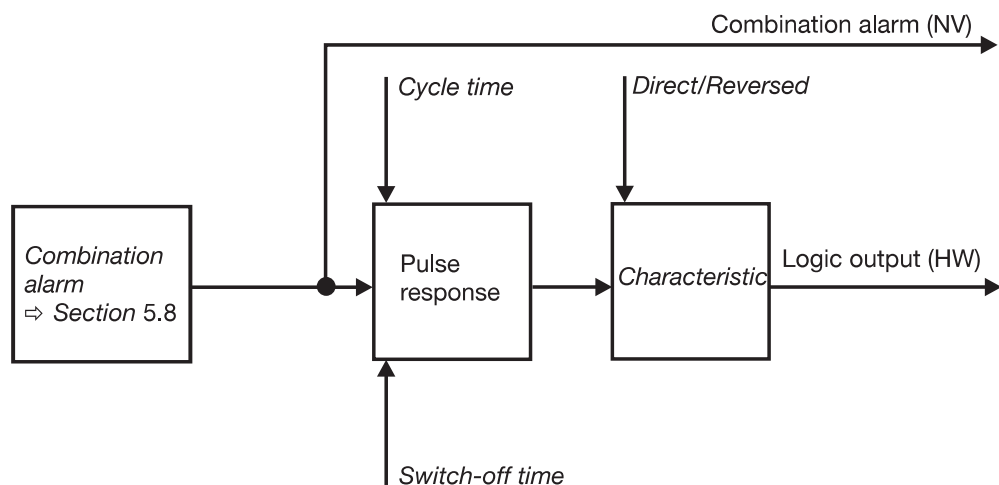 Combination alarm (NV)
Cycle time
Direct/Reversed
Combination
alarm
⇨ Section 5.8
Pulse
response
Characteristic
Logic output (HW)
Switch-off time